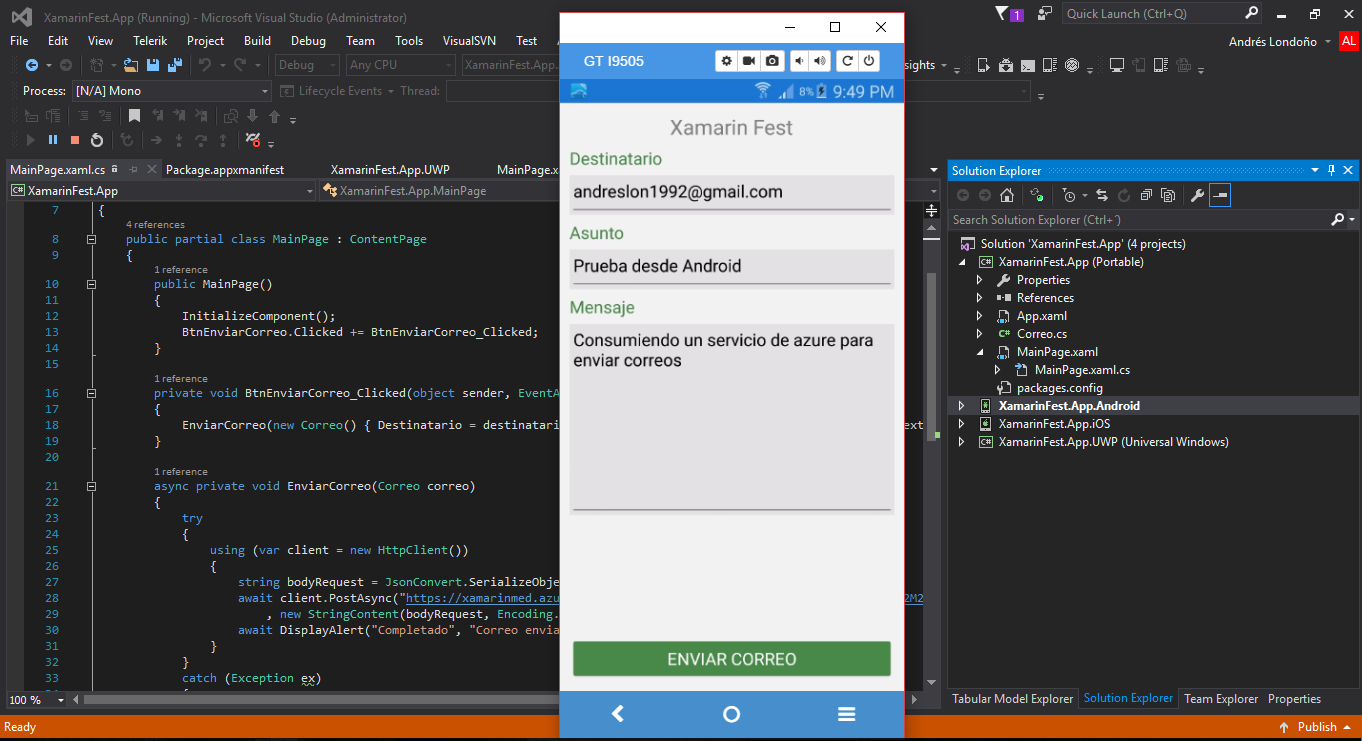 XamarinFest.App (Running) - Microsoft Visual Studio (Administrator)
1
Quick Launch (Ctrl+Q)
File Edit View Telerik Project Build Debug Team Tools VisualSVN Test
Andrés Londoño
AL
Debug
Any CPU
XamarinFest.App.
Process: [N/A] Mono
Lifecycle Events
Thread:
MainPage.xaml.cs
Package.appxmanifest
XamarinFest.App.UWP
XamarinFest.App
XamarinFest.App.MainPage
7 {
4 references
8 public partial class MainPage : ContentPage
9 {
1 reference
10 public MainPage()
11 {
12 InitializeComponent();
13 BtnEnviarCorreo.Clicked += BtnEnviarCorreo_Clicked;
14 }
15
1 reference
16 private void BtnEnviarCorreo_Clicked(object sender, EventA
17 {
18 EnviarCorreo(new Correo() { Destinatario = destinatari
19 }
20
1 reference
21 async private void EnviarCorreo(Correo correo)
22 {
23 try
24 {
25 using (var client = new HttpClient())
26 {
27 string bodyRequest = JsonConvert.SerializeObje
28 await client.PostAsync("https://xamarinmed.azu
29 , new StringContent(bodyRequest, Encoding.
30 await DisplayAlert("Completado", "Correo envia
31 }
32 }
33 catch (Exception ex)
100 %
Ready
GT I9505
8%
9:49 PM
Xamarin Fest
Destinatario
andreslon1992@gmail.com
Asunto
Prueba desde Android
Mensaje
Consumiendo un servicio de azure para
enviar correos
ENVIAR CORREO
Solution Explorer
Search Solution Explorer (Ctrl+´)
Solution 'XamarinFest.App' (4 projects)
XamarinFest.App (Portable)
Properties
References
App.xaml
Correo.cs
MainPage.xaml
MainPage.xaml.cs
packages.config
XamarinFest.App.Android
XamarinFest.App.iOS
XamarinFest.App.UWP (Universal Windows)
Tabular Model Explorer
Solution Explorer
Team Explorer
Properties
Publish